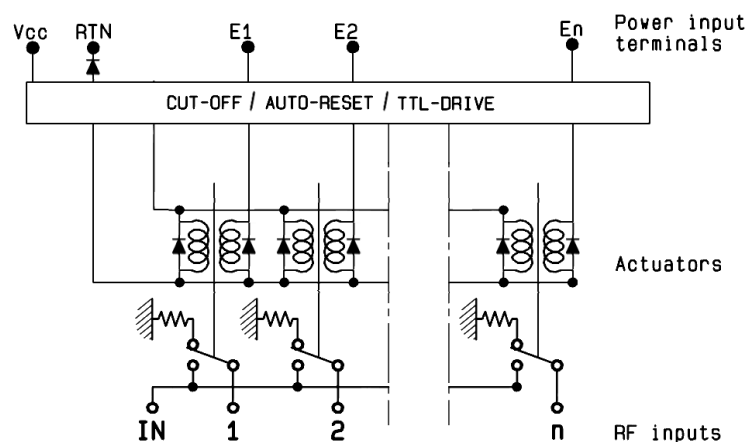 Vcc RTN E1 E2 En Power input
terminals
CUT-OFF / AUTO-RESET / TTL-DRIVE
Actuators
IN 1 2 n RF inputs